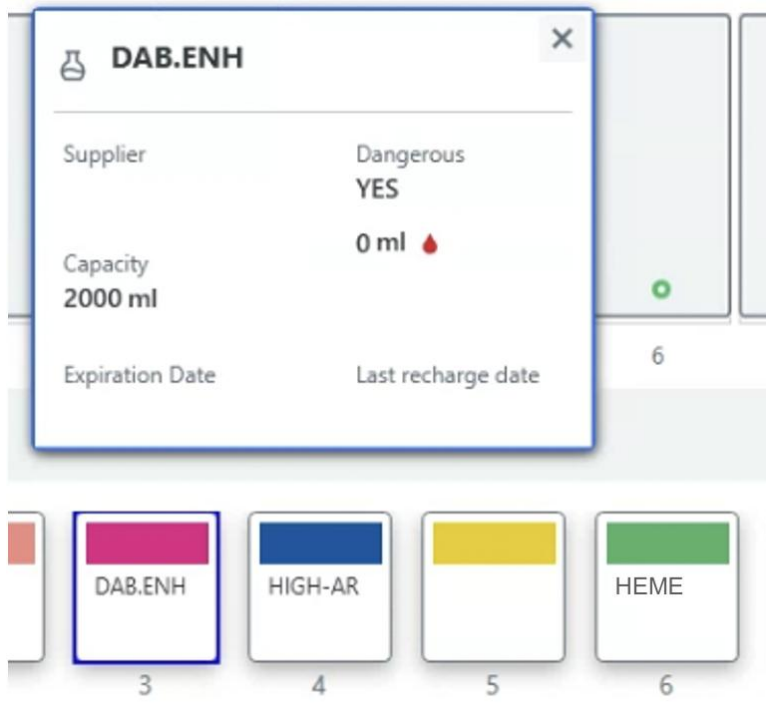 DAB.ENH
Supplier
Dangerous
YES
0 ml
Capacity
2000 ml
Expiration Date
Last recharge date
6
DAB.ENH
HIGH-AR
HEME
3
4
5
6